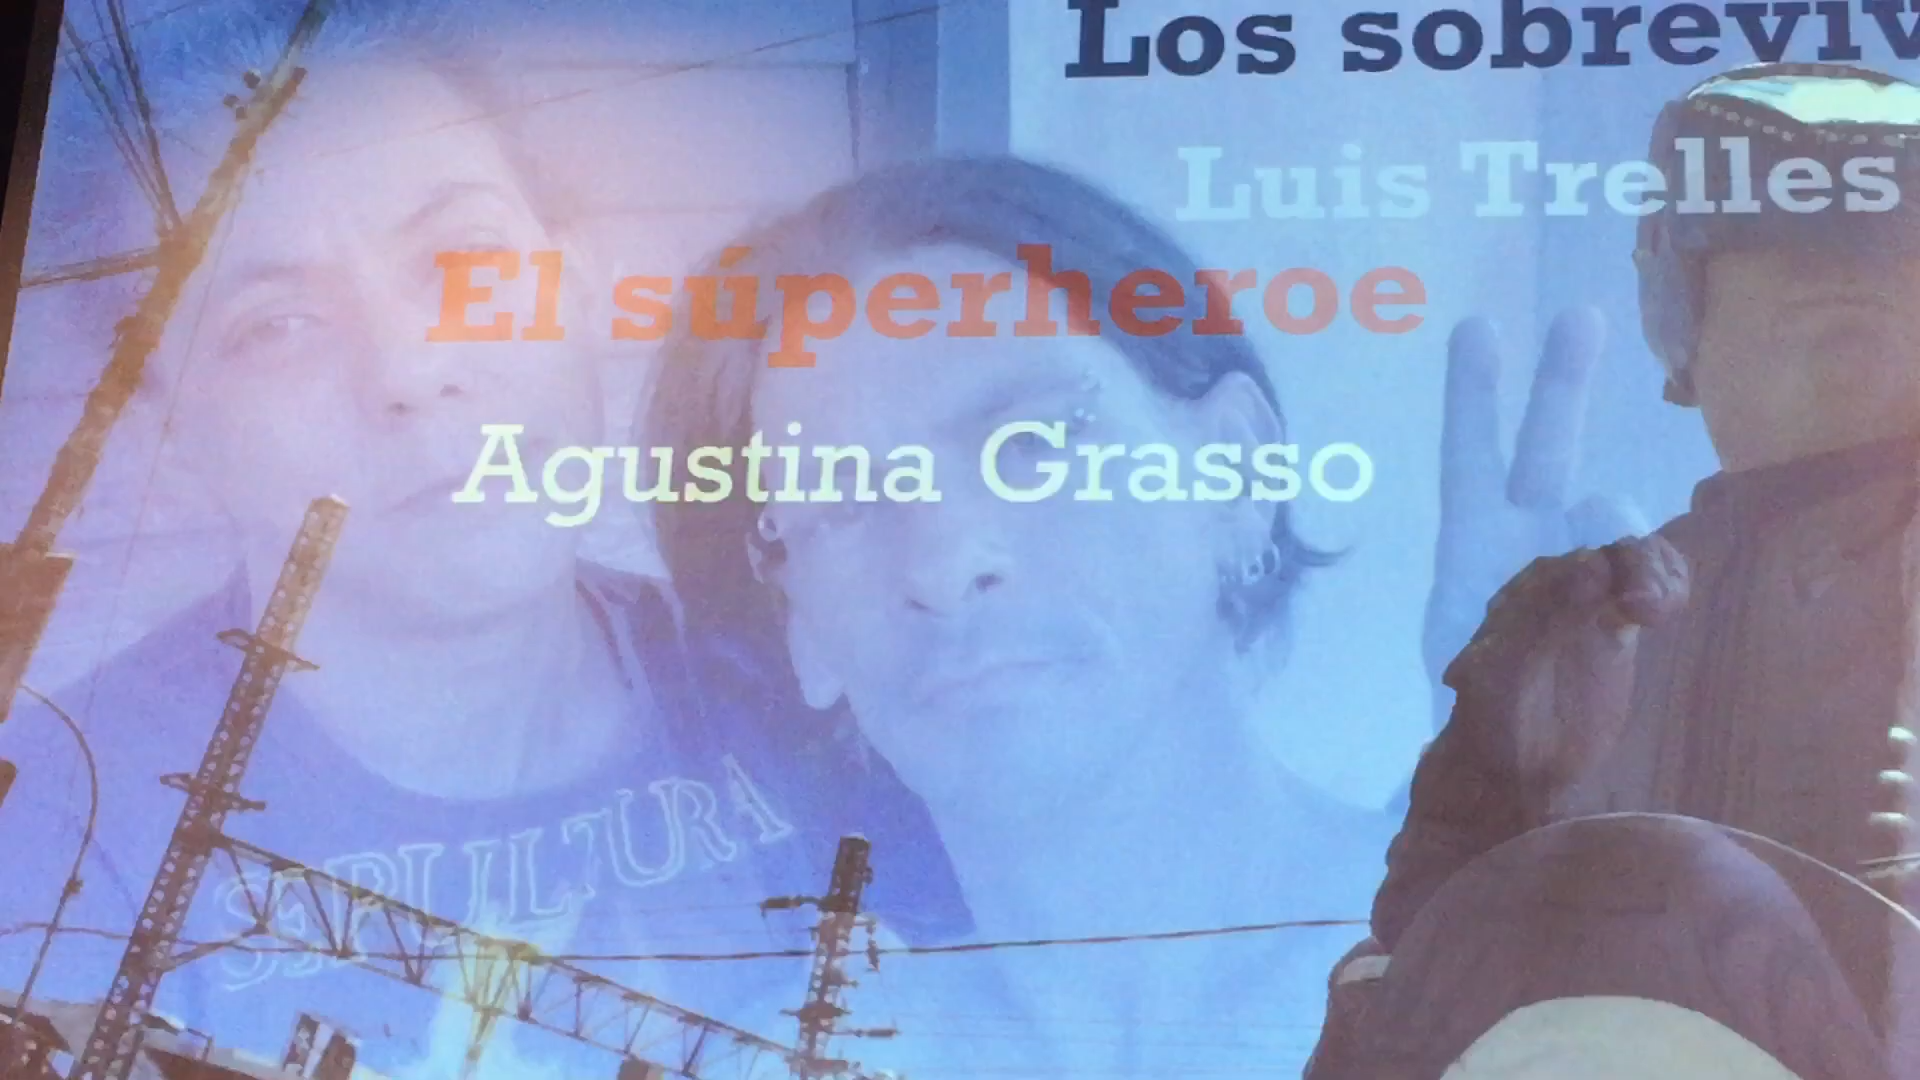 Los sobreviv
Luis Trelles
El súperheroe
Agustina Grasso
SEPULTURA